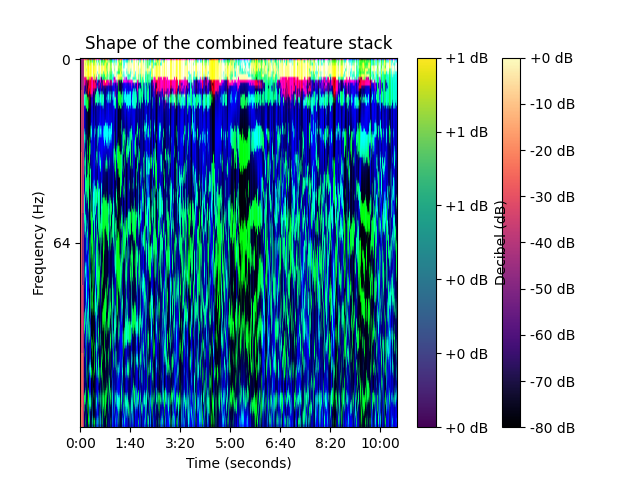 Shape of the combined feature stack
0
64
Frequency (Hz)
0:00 1:40 3:20 5:00 6:40 8:20 10:00
Time (seconds)
+1 dB
+1 dB
+1 dB
+0 dB
+0 dB
+0 dB
Decibel (dB)
+0 dB
-10 dB
-20 dB
-30 dB
-40 dB
-50 dB
-60 dB
-70 dB
-80 dB